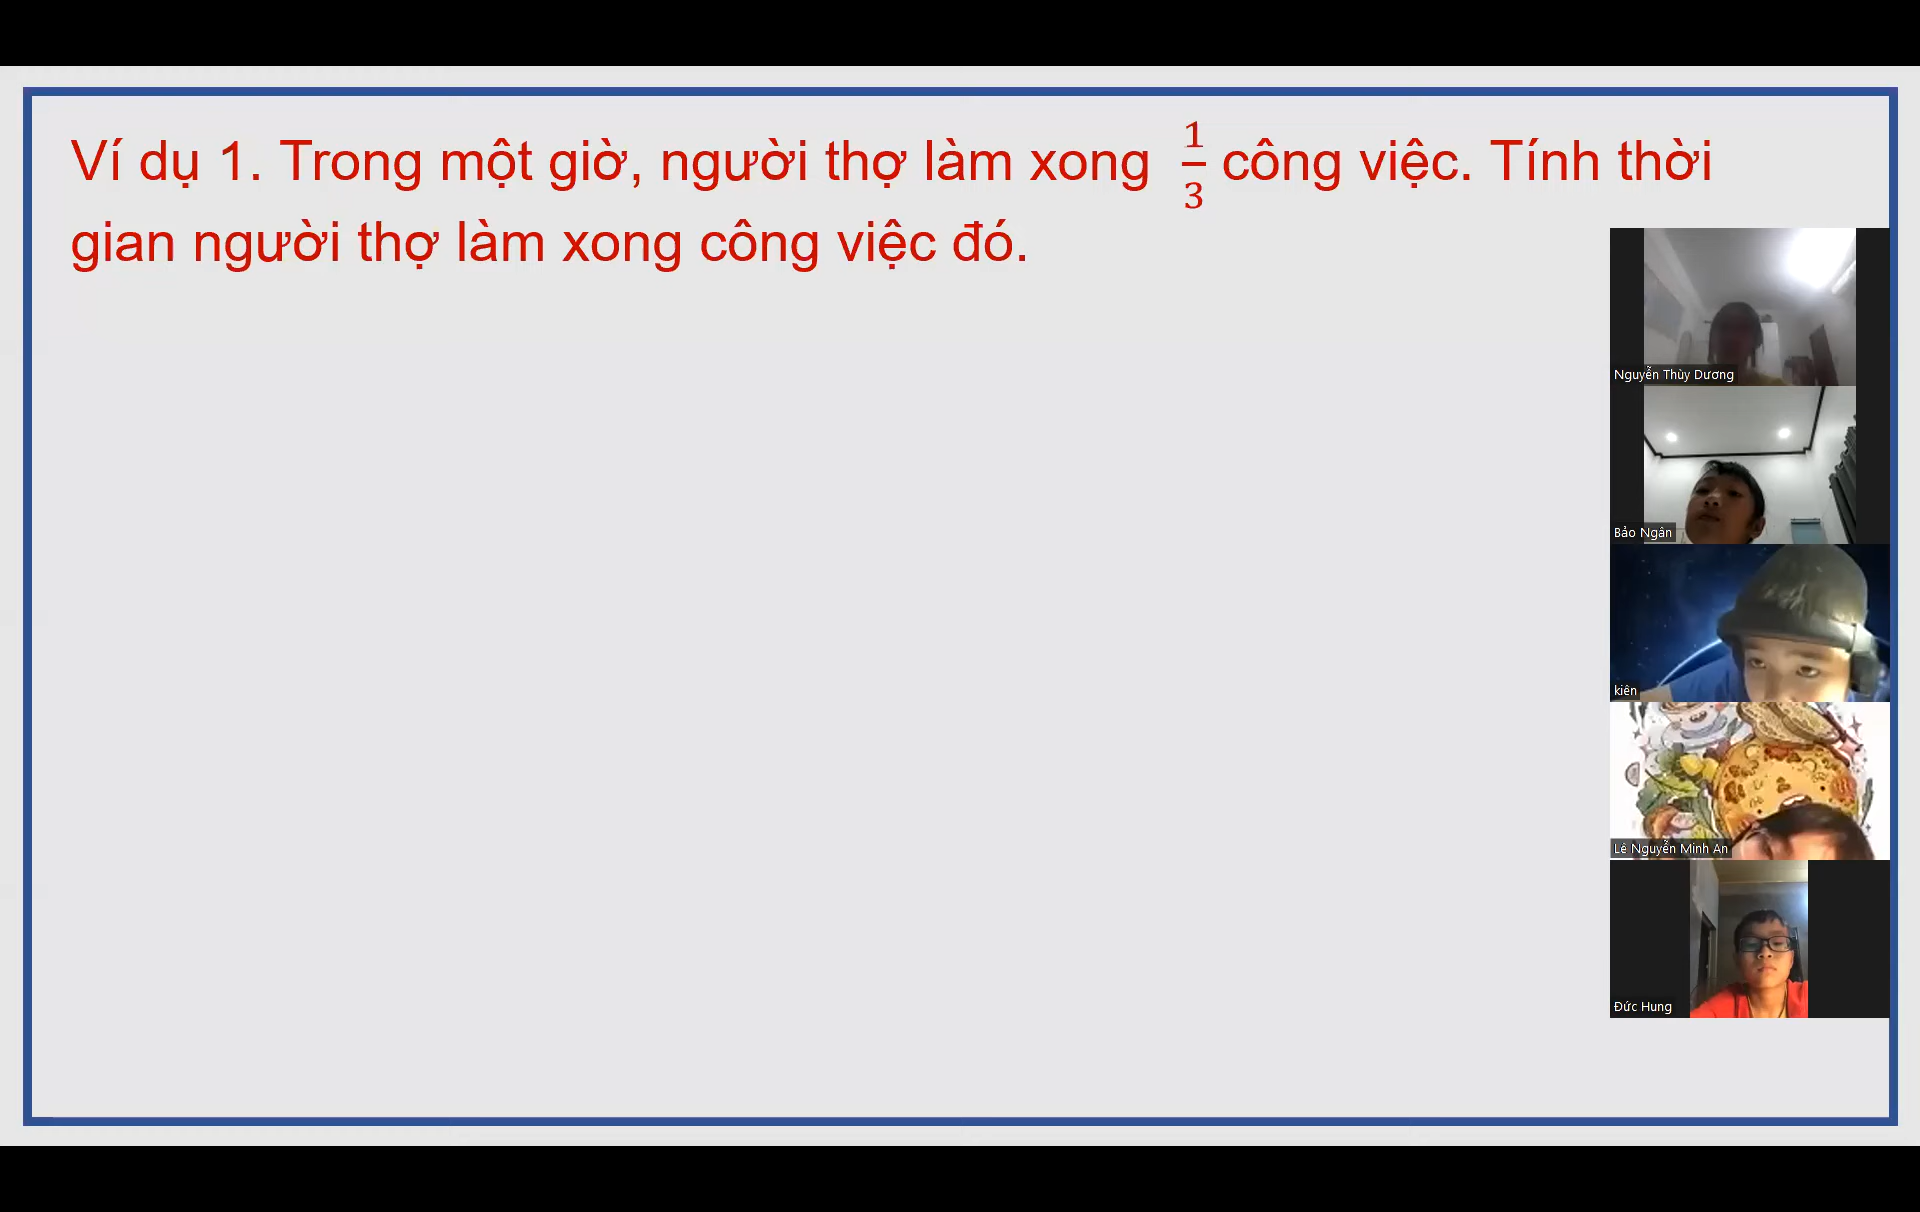 Ví dụ 1. Trong một giờ, người thợ làm xong 1/3 công việc. Tính thời
gian người thợ làm xong công việc đó.
Nguyễn Thùy Dương
Bảo Ngân
kiên
Lê Nguyễn Minh An
Đức Hung